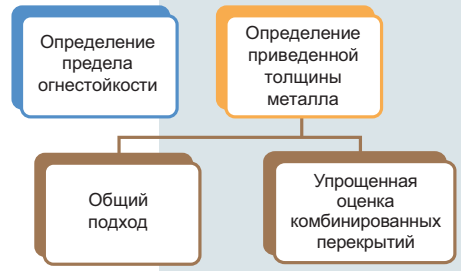 Определение
предела
огнестойкости
Определение
приведенной
толщины
металла
Общий
подход
Упрощенная
оценка
комбинированных
перекрытий